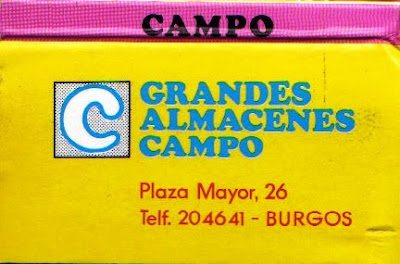 CAMPO
C
GRANDES
ALMACENES
CAMPO
Plaza Mayor, 26
Telf. 204641 - BURGOS